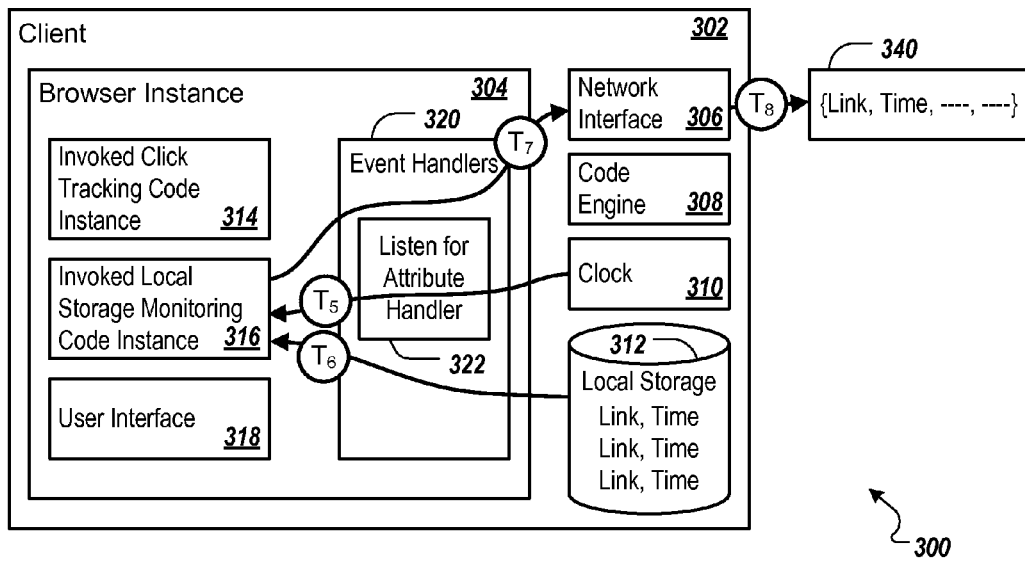 Client
302
340
Browser Instance
304
320
Network
Interface
306
T8
{Link, Time, ----, ----}
T7
Invoked Click
Tracking Code
Instance
314
Event Handlers
Code
Engine
308
Listen for
Attribute
Handler
Clock
310
Invoked Local
Storage Monitoring
Code Instance
316
T5
T6
322
312
Local Storage
Link, Time
Link, Time
Link, Time
User Interface
318
300